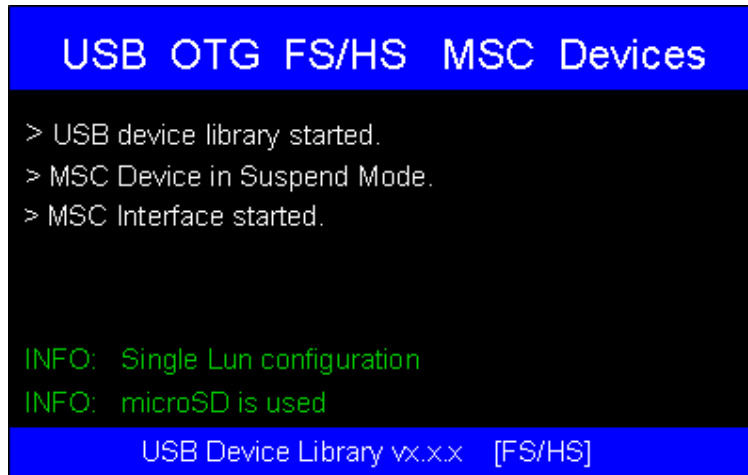 USB OTG FS/HS MSC Devices
> USB device library started.
> MSC Device in Suspend Mode.
> MSC Interface started.
INFO: Single Lun configuration
INFO: microSD is used
USB Device Library vx.x.x [FS/HS]